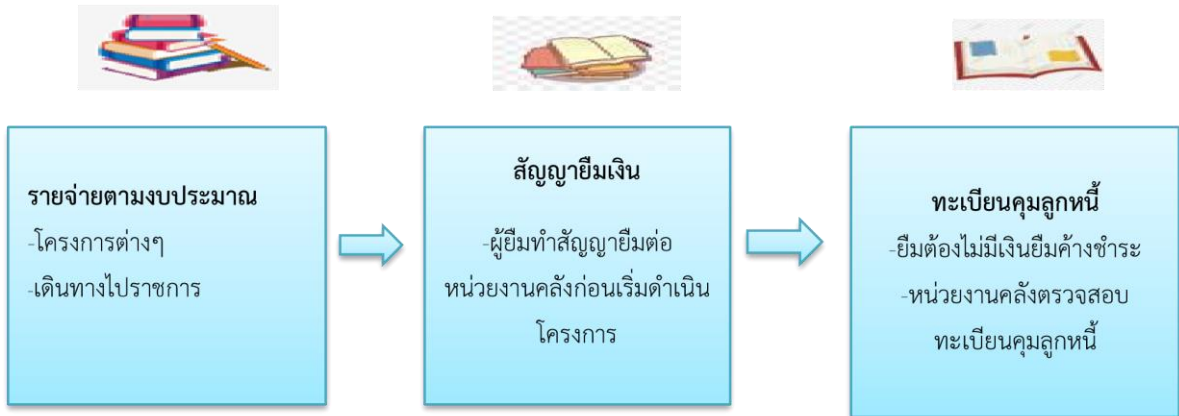 รายจ่ายตามงบประมาณ
-โครงการต่างๆ
-เดินทางไปราชการ
สัญญายืมเงิน
-ผู้ยืมทำสัญญายืมต่อ
หน่วยงานคลังก่อนเริ่มดำเนิน
โครงการ
ทะเบียนคุมลูกหนี้
-ยืมต้องไม่มีเงินยืมค้างชำระ
-หน่วยงานคลังตรวจสอบ
ทะเบียนคุมลูกหนี้